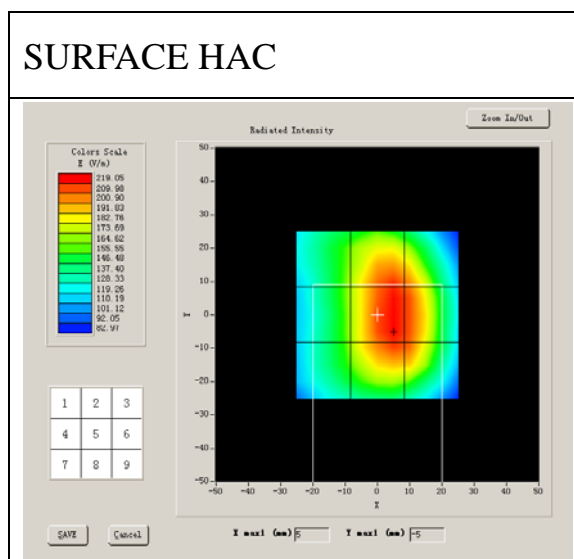 SURFACE HAC
Zoom In/Out
Radiated Intensity
Colors Scale
E (V/m)
219.05
209.98
200.90
191.83
182.76
173.69
164.62
155.55
146.48
137.40
128.33
119.26
110.19
101.12
92.05
82.97
50
40
30
20
10
0
-10
-20
-30
-40
-50
Y
-50 -40 -30 -20 -10 0 10 20 30 40 50
X
1 2 3
4 5 6
7 8 9
SAVE Cancel
X max1 (mm) 5 Y max1 (mm) -5